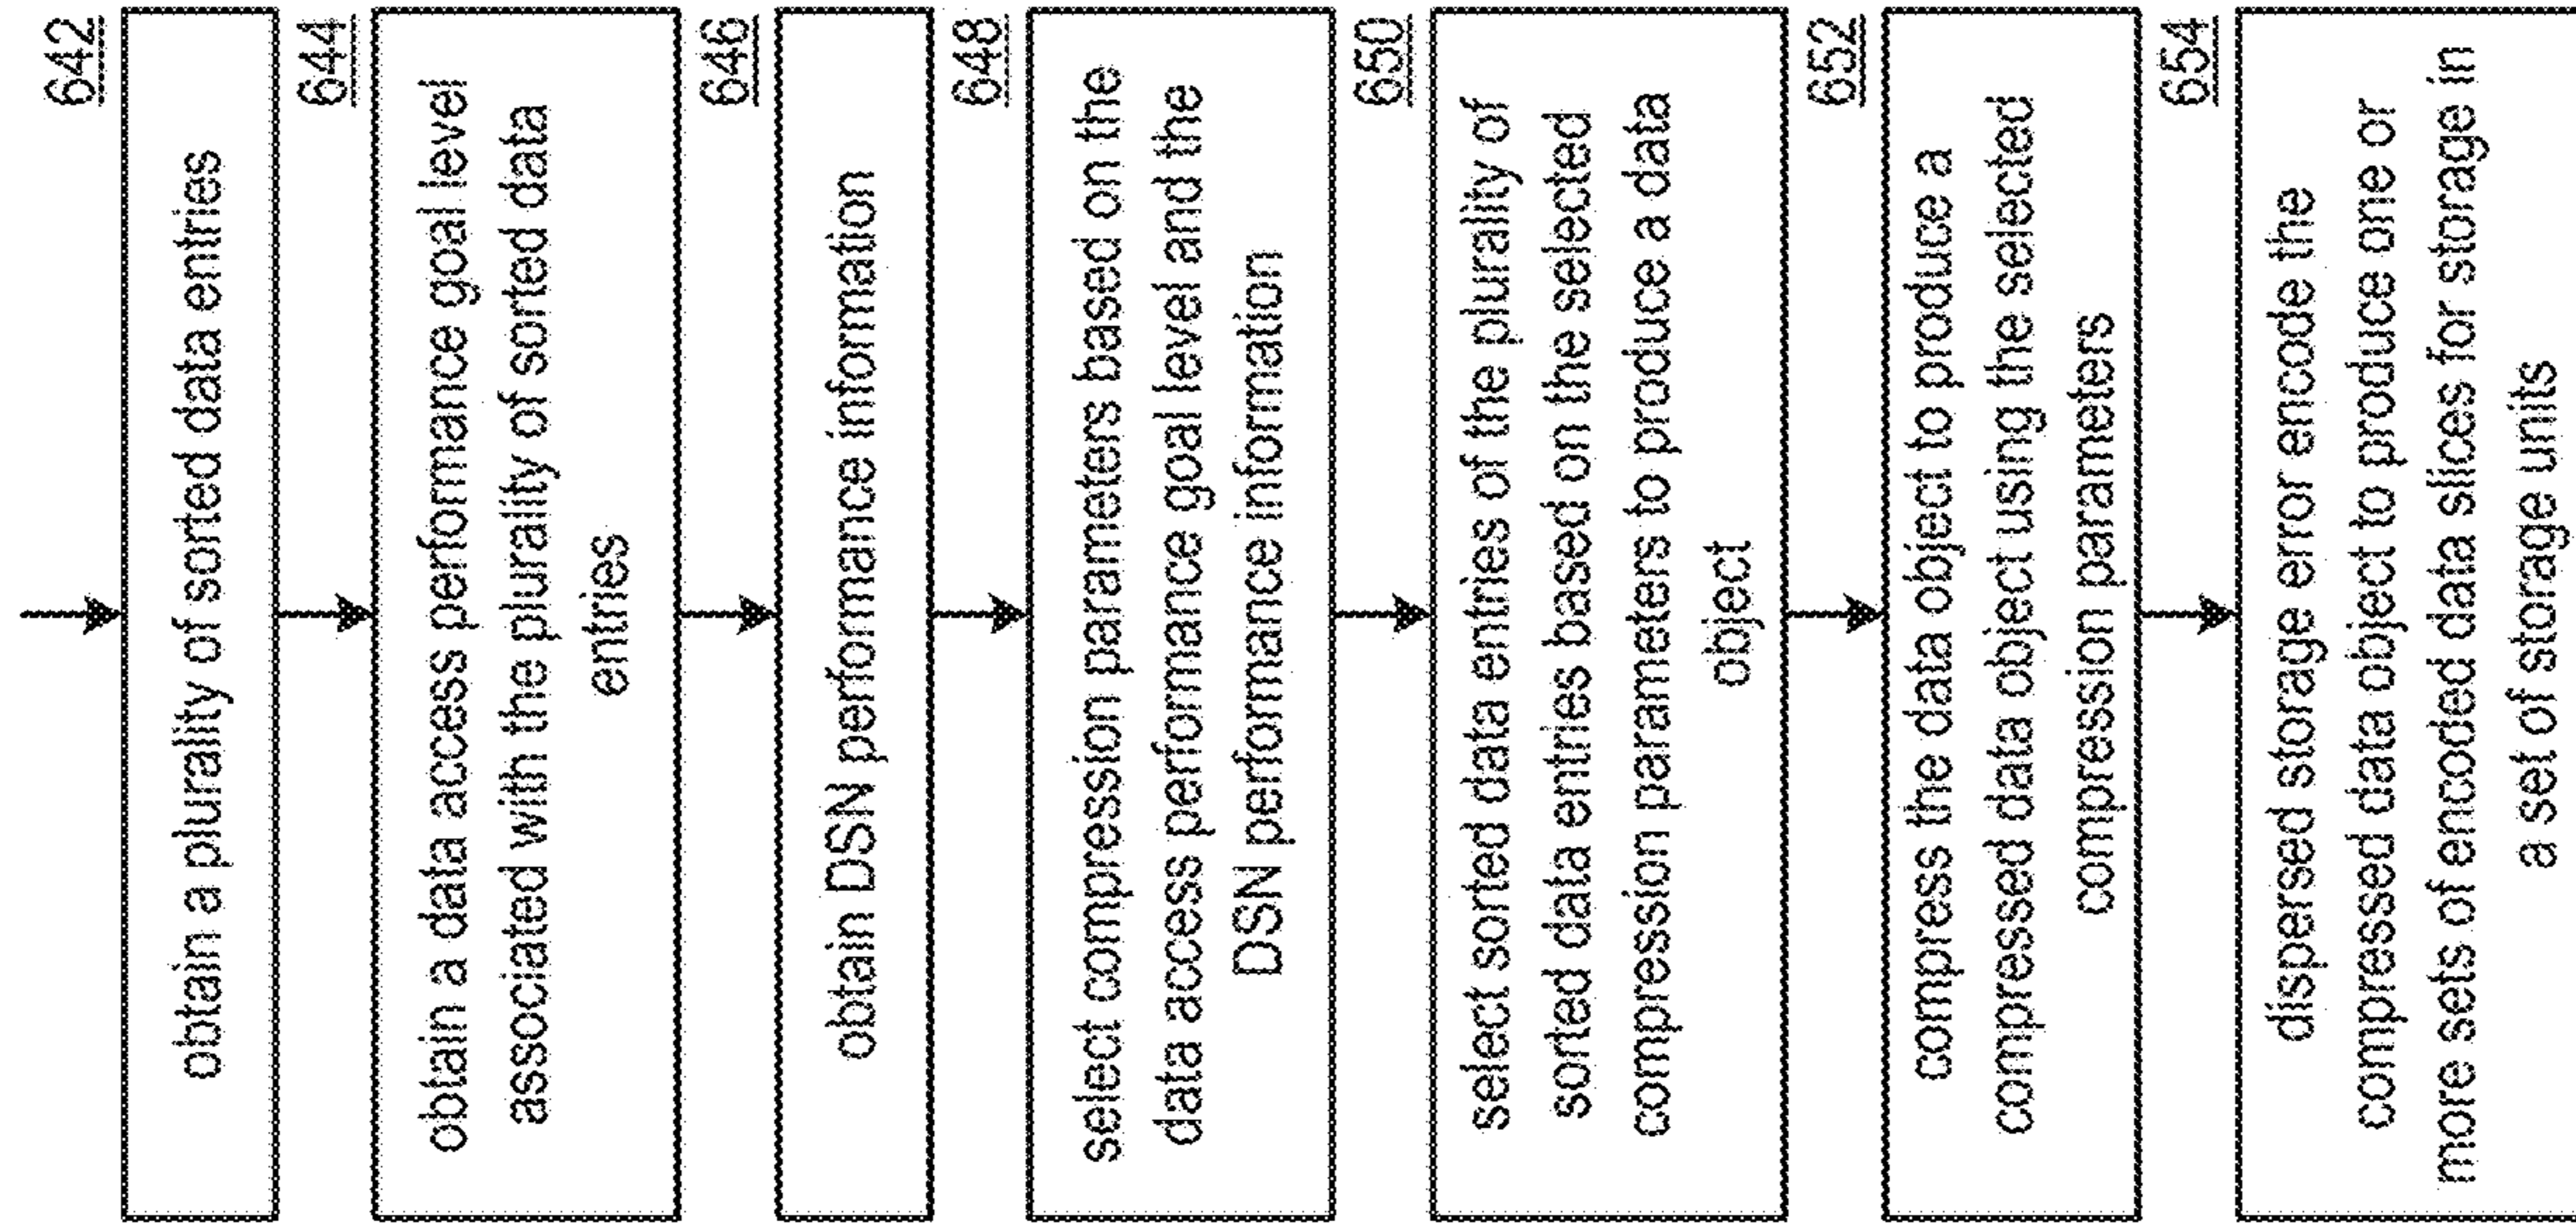 642
obtain a plurality of sorted data entries
644
obtain a data access performance goal level
associated with the plurality of sorted data
entries
646
obtain DSN performance information
648
select compression parameters based on the
data access performance goal level and the
DSN performance information
650
select sorted data entries of the plurality of
sorted data entries based on the selected
compression parameters to produce a data
object
652
compress the data object to produce a
compressed data object using the selected
compression parameters
654
dispersed storage error encode the
compressed data object to produce one or
more sets of encoded data slices for storage in
a set of storage units